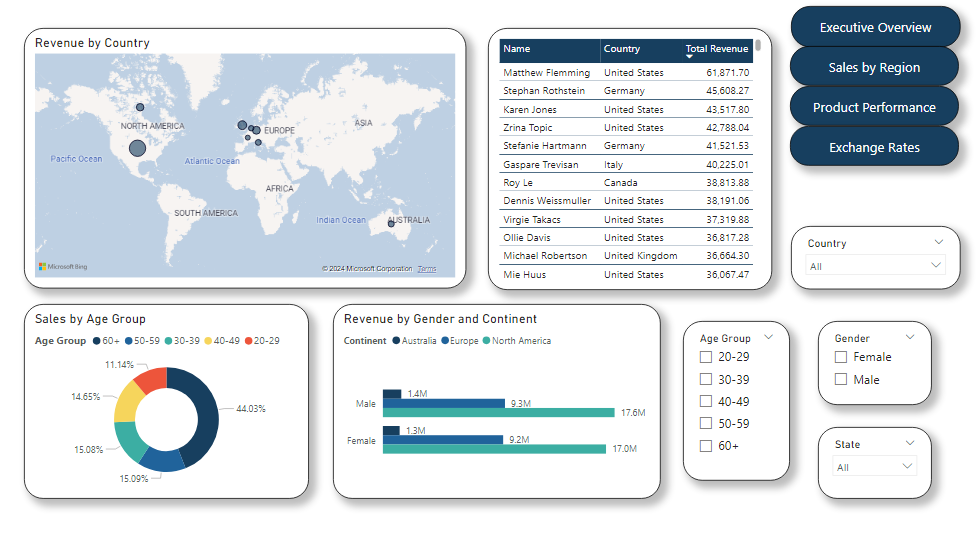 Revenue by Country
NORTH AMERICA
EUROPE
ASIA
Pacific Ocean
Atlantic Ocean
AFRICA
SOUTH AMERICA
Indian Ocean
AUSTRALIA
Microsoft Bing
© 2024 Microsoft Corporation Terms
Name Country Total Revenue
Matthew Flemming United States 61,871.70
Stephan Rothstein Germany 45,608.27
Karen Jones United States 43,517.80
Zrina Topic United States 42,788.04
Stefanie Hartmann Germany 41,521.53
Gaspare Trevisan Italy 40,225.01
Roy Le Canada 38,813.88
Dennis Weissmuller United States 38,191.06
Virgie Takacs United States 37,319.88
Ollie Davis United States 36,817.28
Michael Robertson United Kingdom 36,664.30
Mie Huus United States 36,067.47
Executive Overview
Sales by Region
Product Performance
Exchange Rates
Country
All
Sales by Age Group
Age Group 60+ 50-59 30-39 40-49 20-29
11.14%
14.65%
44.03%
15.08%
15.09%
Revenue by Gender and Continent
Continent Australia Europe North America
Male
1.4M
9.3M
17.6M
Female
1.3M
9.2M
17.0M
Age Group
20-29
30-39
40-49
50-59
60+
Gender
Female
Male
State
All